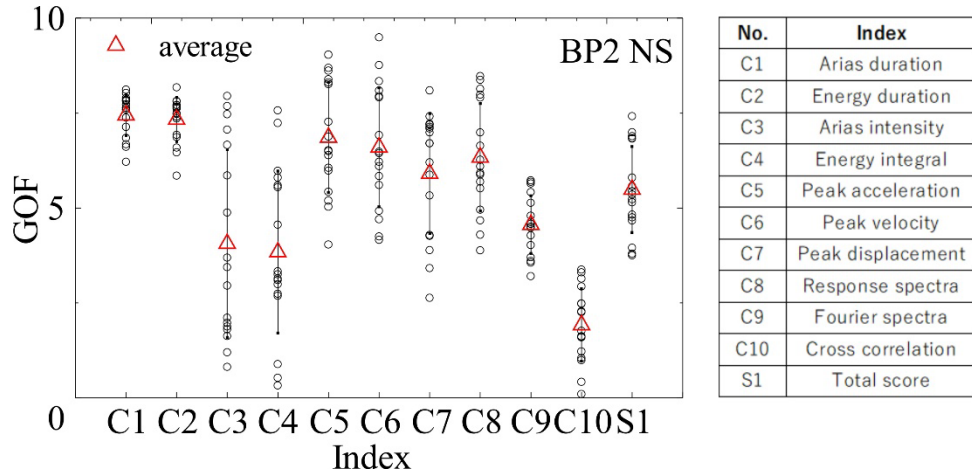 10
average
BP2 NS
GOF
5
0
C1 C2 C3 C4 C5 C6 C7 C8 C9 C10 S1
Index
No. Index
C1 Arias duration
C2 Energy duration
C3 Arias intensity
C4 Energy integral
C5 Peak acceleration
C6 Peak velocity
C7 Peak displacement
C8 Response spectra
C9 Fourier spectra
C10 Cross correlation
S1 Total score